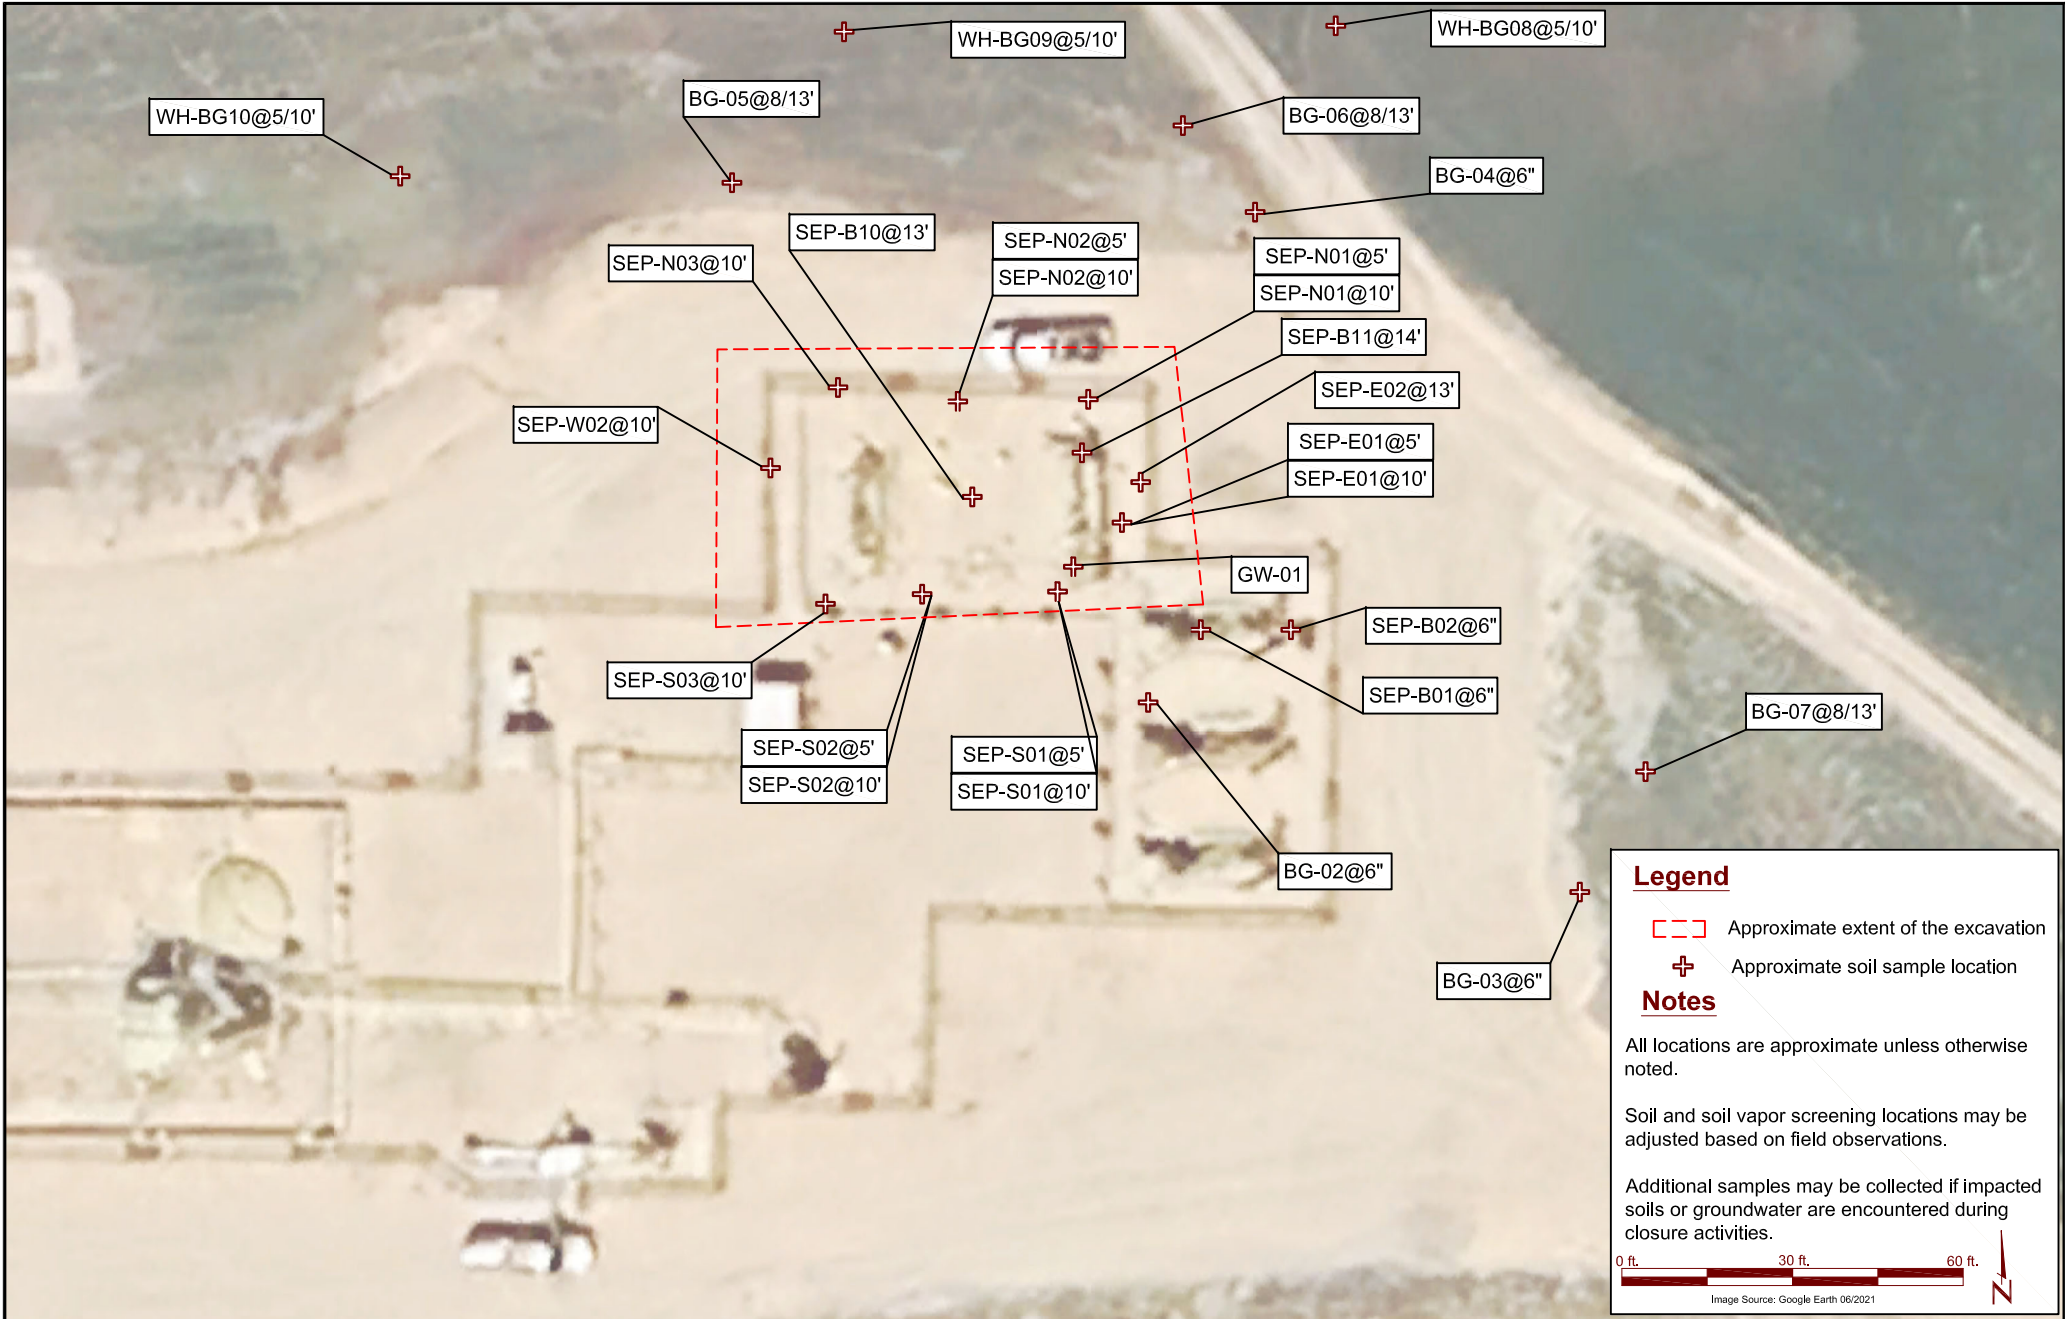 WH-BG09@5/10'
WH-BG08@5/10'
WH-BG10@5/10'
BG-05@8/13'
BG-06@8/13'
BG-04@6"
SEP-B10@13'
SEP-N03@10'
SEP-N02@5'
SEP-N02@10'
SEP-N01@5'
SEP-N01@10'
SEP-B11@14'
SEP-E02@13'
SEP-W02@10'
SEP-E01@5'
SEP-E01@10'
GW-01
SEP-B02@6"
SEP-S03@10'
SEP-B01@6"
BG-07@8/13'
SEP-S02@5'
SEP-S02@10'
SEP-S01@5'
SEP-S01@10'
BG-02@6"
BG-03@6"
Legend
Approximate extent of the excavation
Approximate soil sample location
Notes
All locations are approximate unless otherwise
noted.
Soil and soil vapor screening locations may be
adjusted based on field observations.
Additional samples may be collected if impacted
soils or groundwater are encountered during
closure activities.
0 ft.
30 ft.
60 ft.
Image Source: Google Earth 06/2021
N